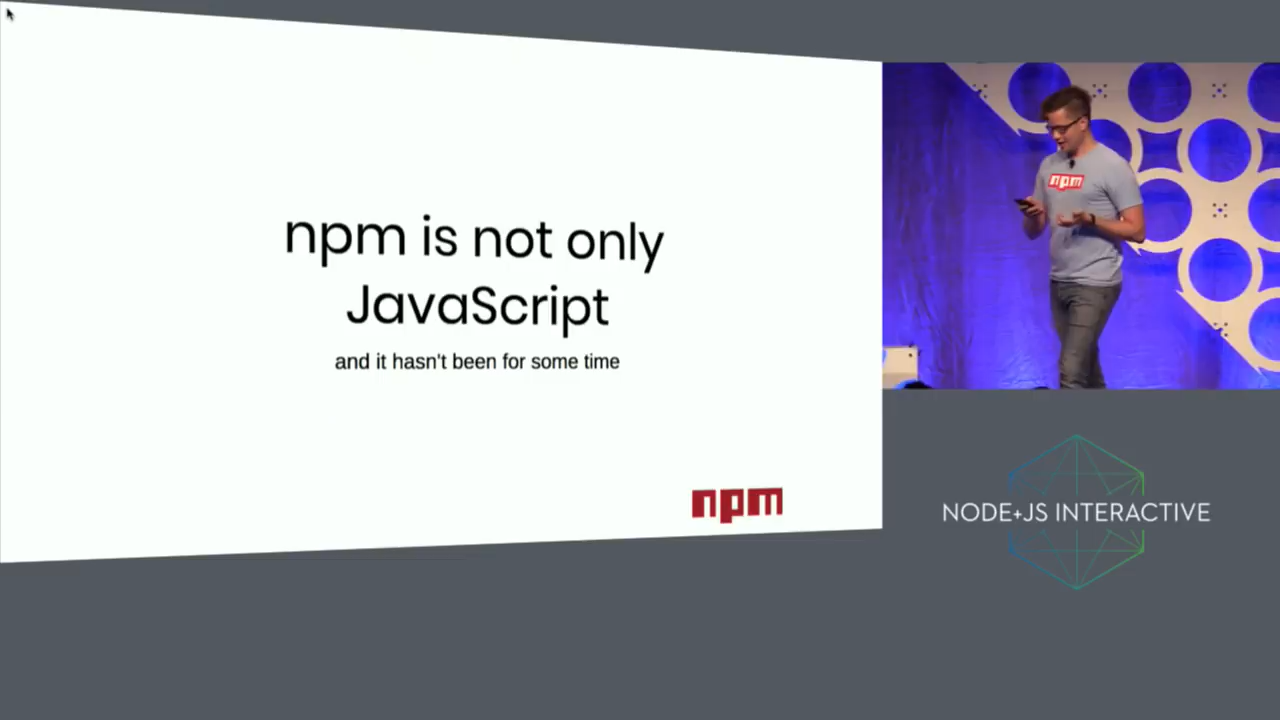 npm is not only
JavaScript
and it hasn't been for some time
npm
npm
NODE+JS INTERACTIVE